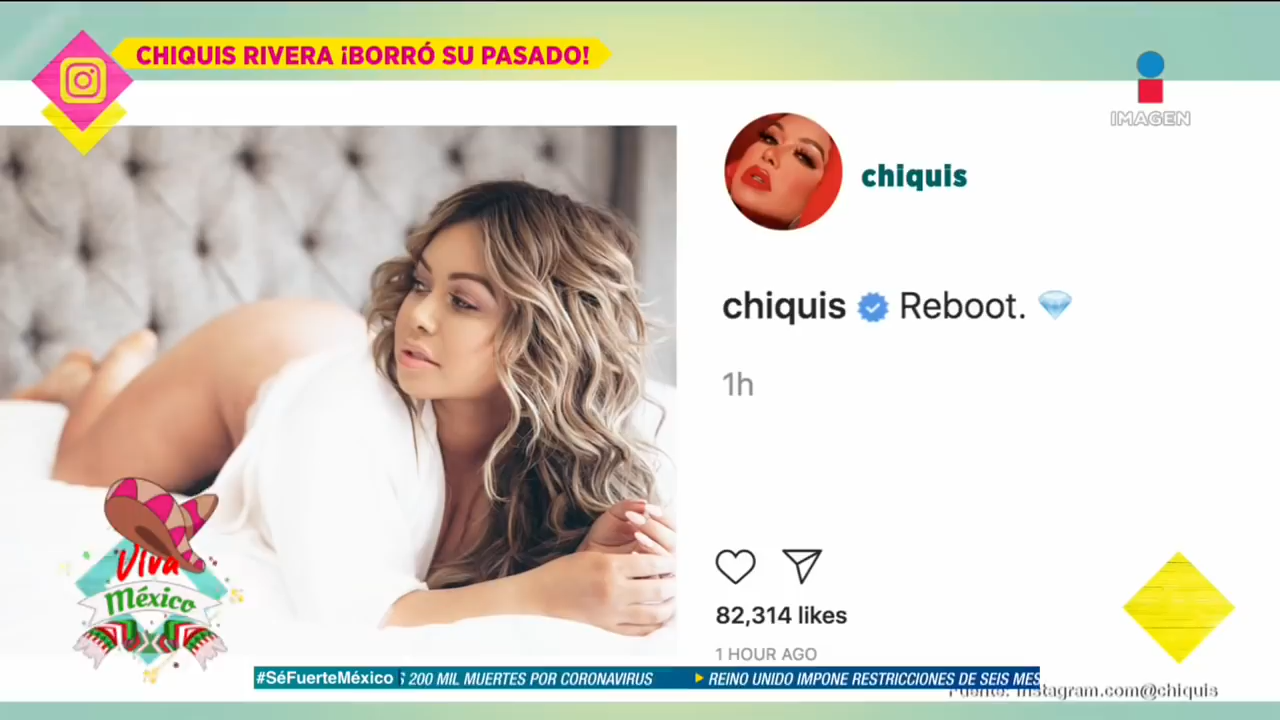 CHIQUIS RIVERA ¡BORRÓ SU PASADO!
IMAGEN
chiquis
chiquis Reboot.
1h
82,314 likes
1 HOUR AGO
Viva
México
#SéFuerteMéxico 200 MIL MUERTES POR CORONAVIRUS REINO UNIDO IMPONE RESTRICCIONES DE SEIS MES
Fuente: Instagram.com@chiquis